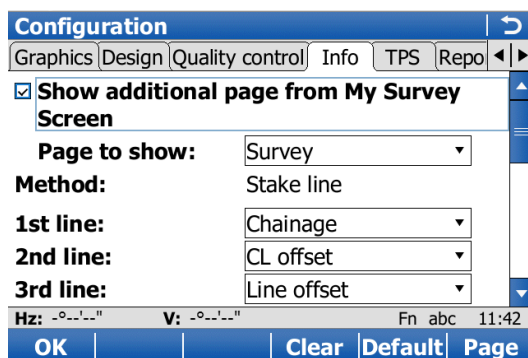 Configuration
Graphics Design Quality control Info TPS Repo
Show additional page from My Survey
Screen
Page to show: Survey
Method: Stake line
1st line: Chainage
2nd line: CL offset
3rd line: Line offset
Hz: -°--'--" V: -°--'--" Fn abc 11:42
OK Clear Default Page